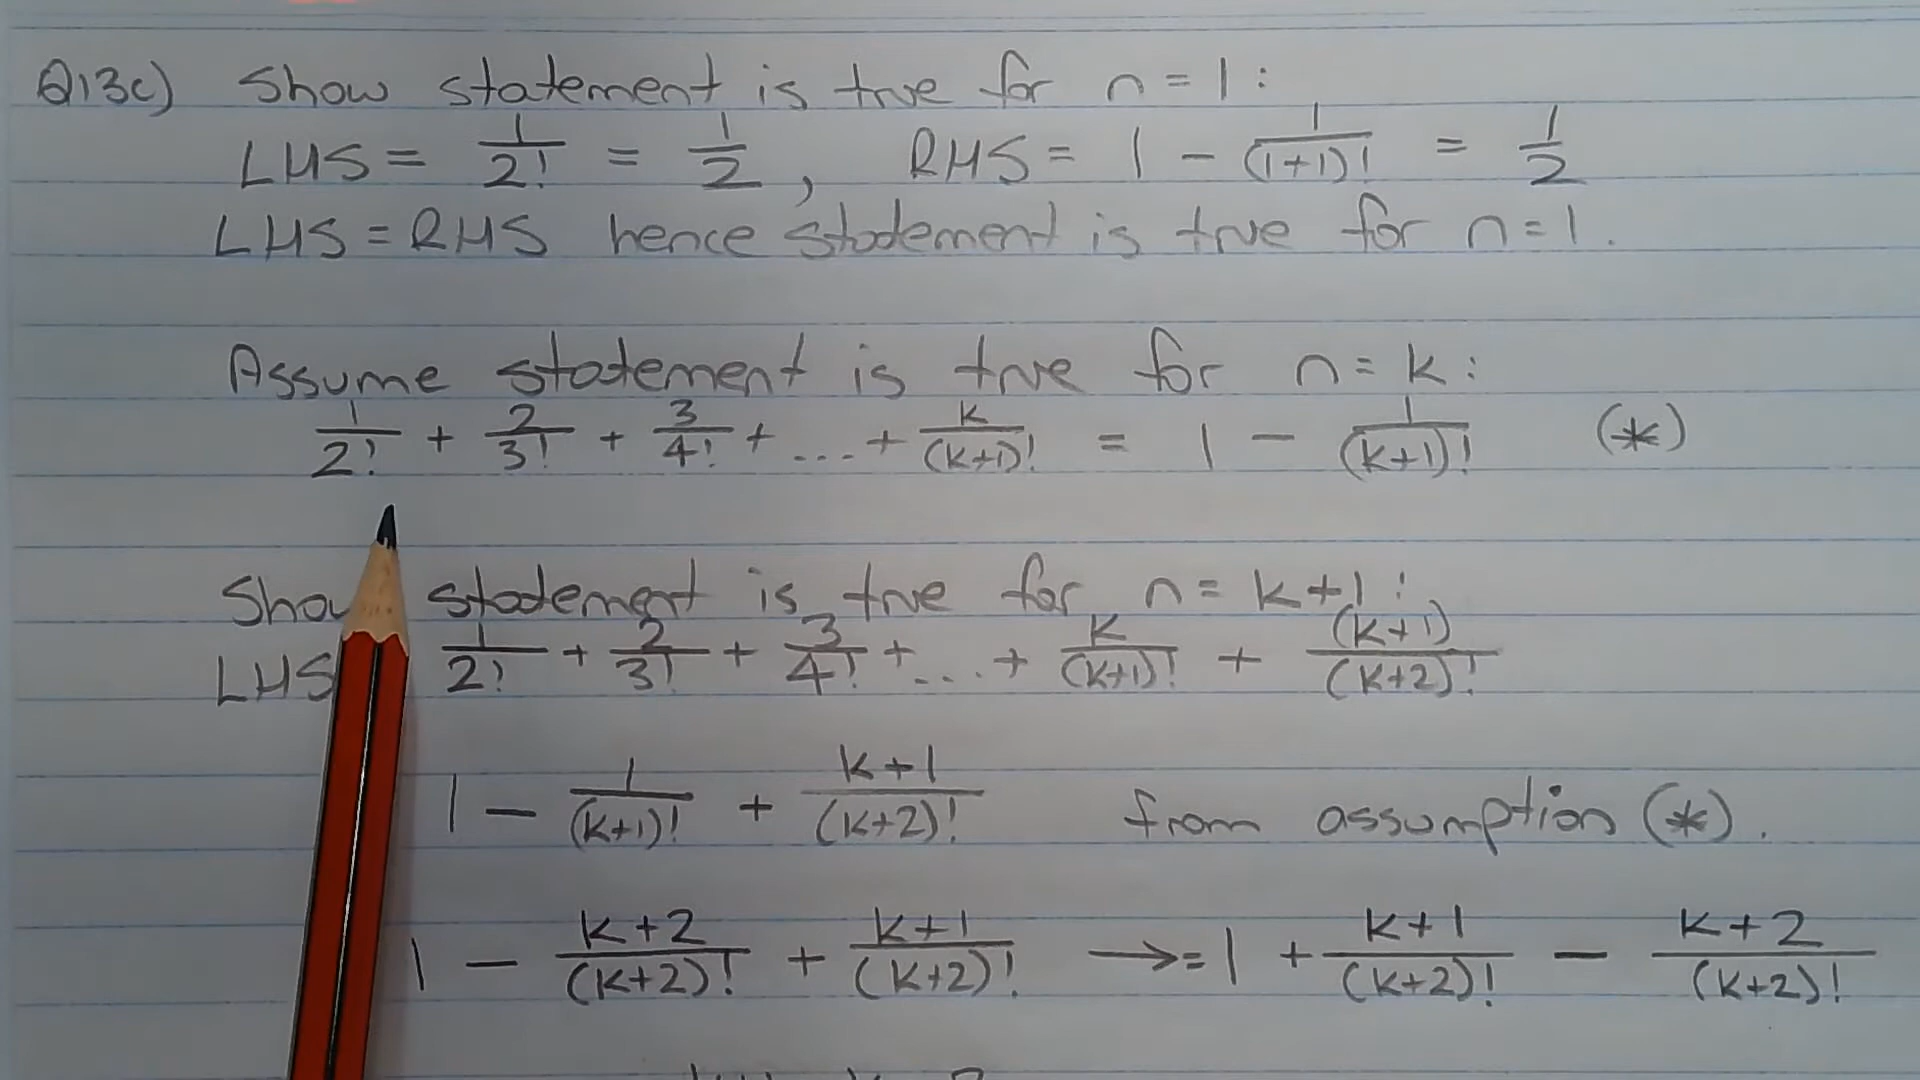 Q13c) Show statement is true for n = 1 :
LHS = 1/2! = 1/2 , RHS = 1 - 1/(1+1)! = 1/2
LHS = RHS hence statement is true for n = 1 .
Assume statement is true for n = k :
1/2! + 2/3! + 3/4! + ... + k/(k+1)! = 1 - 1/(k+1)! (*)
Show statement is true for n = k+1 :
LHS 1/2! + 2/3! + 3/4! + ... + k/(k+1)! + (k+1)/(k+2)!
1 - 1/(k+1)! + k+1/(k+2)! from assumption (*) .
1 - k+2/(k+2)! + k+1/(k+2)! → = 1 + k+1/(k+2)! - k+2/(k+2)!